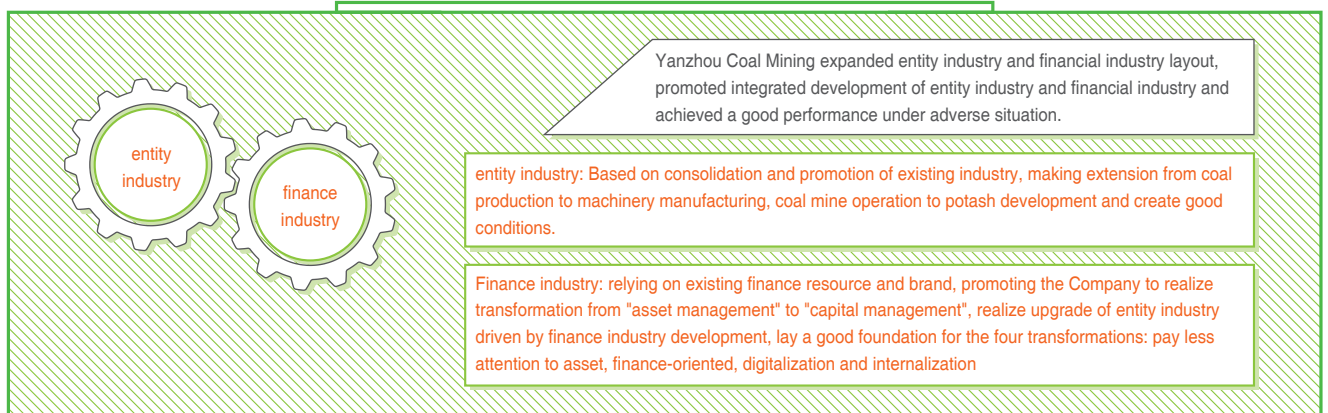 entity
industry
finance
industry
Yanzhou Coal Mining expanded entity industry and financial industry layout,
promoted integrated development of entity industry and financial industry and
achieved a good performance under adverse situation.
entity industry: Based on consolidation and promotion of existing industry, making extension from coal
production to machinery manufacturing, coal mine operation to potash development and create good
conditions.
Finance industry: relying on existing finance resource and brand, promoting the Company to realize
transformation from "asset management" to "capital management", realize upgrade of entity industry
driven by finance industry development, lay a good foundation for the four transformations: pay less
attention to asset, finance-oriented, digitalization and internalization